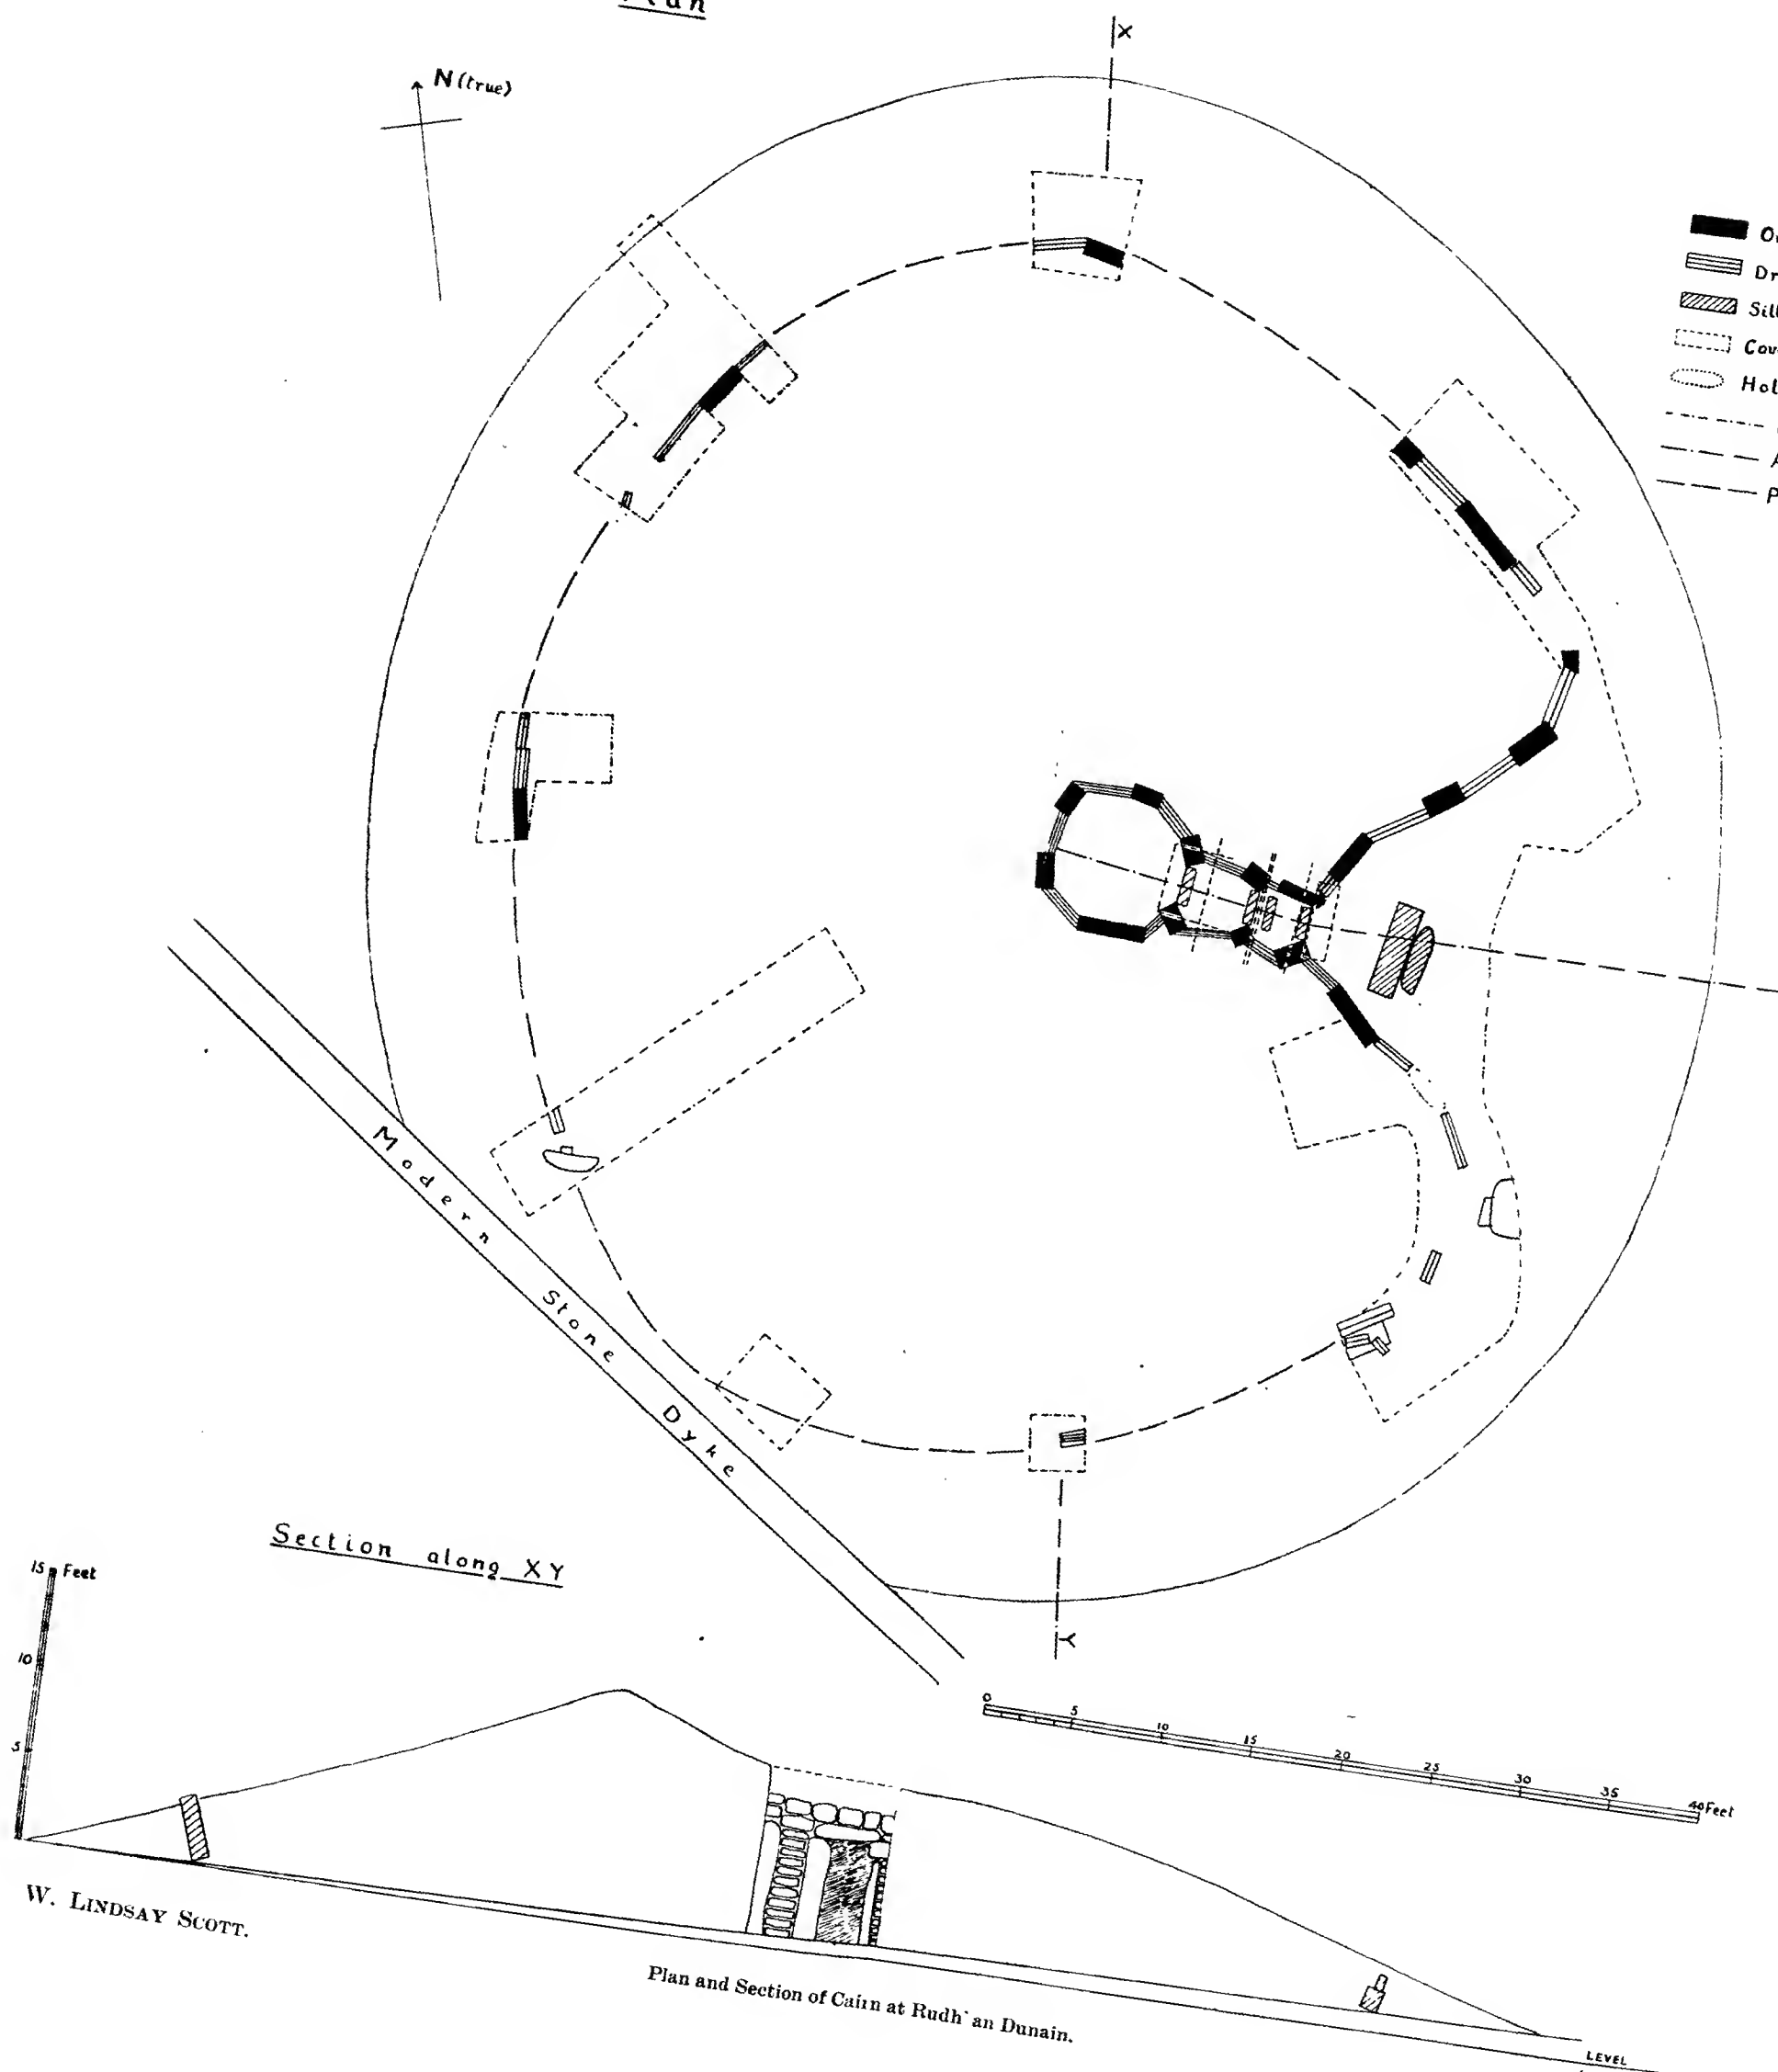 Plan
X
N (true)
Modern Stone Dyke
Y
Section along XY
15 Feet
10
5
0 5 10 15 20 25 30 35 40 Feet
W. LINDSAY SCOTT.
Plan and Section of Cairn at Rudh' an Dunain.
LEVEL